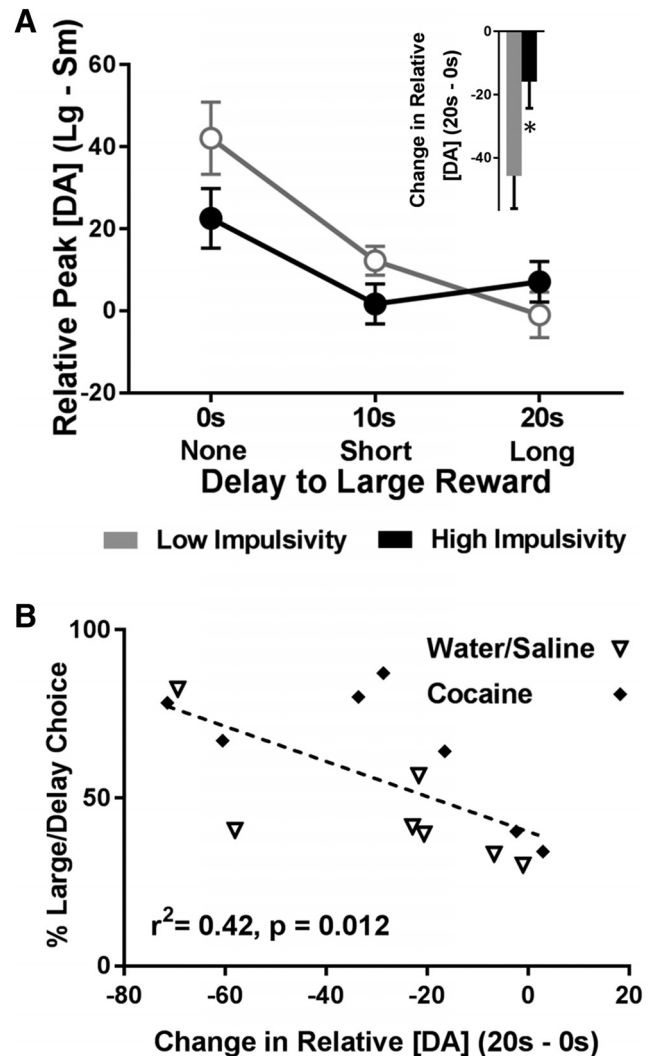 A
Relative Peak [DA] (Lg - Sm)
60
40
20
0
-20
0s
10s
20s
None
Short
Long
Delay to Large Reward
Change in Relative
[DA] (20s - 0s)
0
-20
-40
*
Low Impulsivity
High Impulsivity
B
% Large/Delay Choice
100
50
0
Water/Saline
Cocaine
r²= 0.42, p = 0.012
-80
-60
-40
-20
0
20
Change in Relative [DA] (20s - 0s)